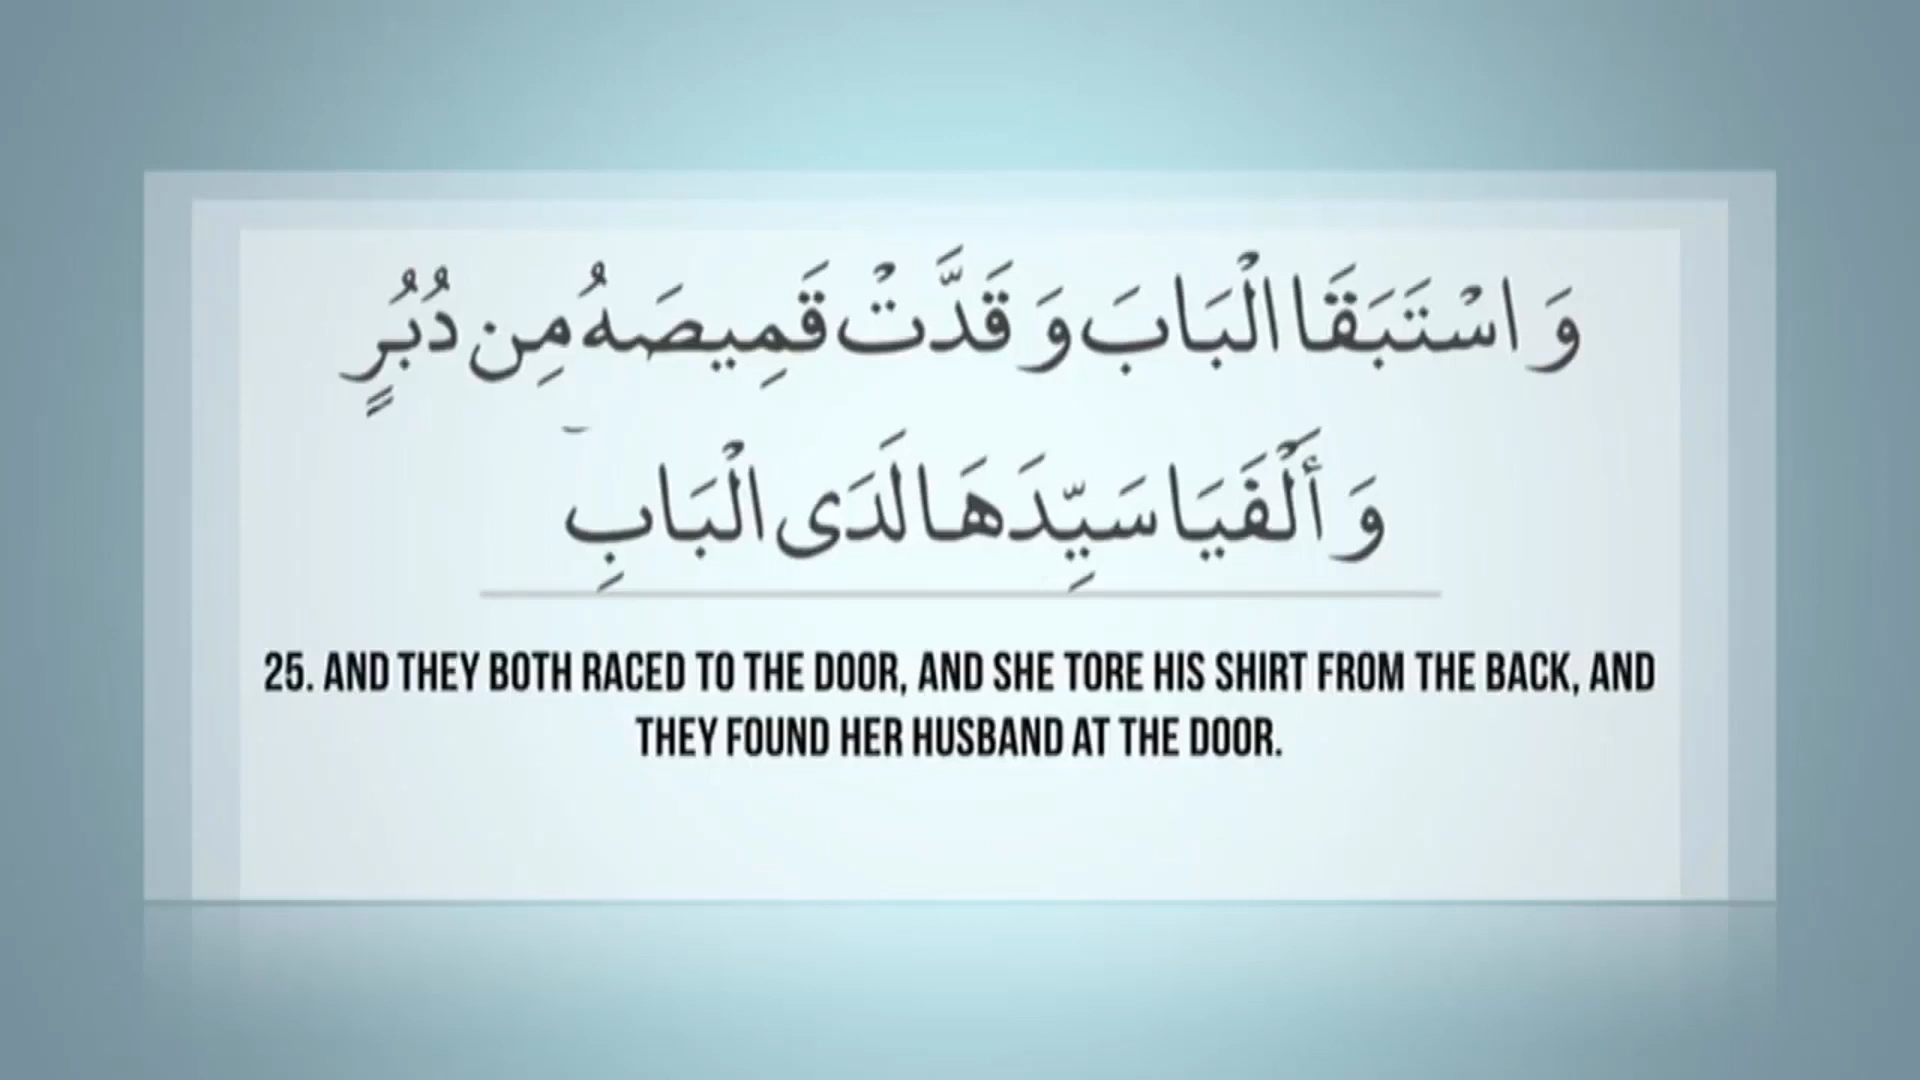 وَ اسْتَبَقَا الْبَابَ وَ قَدَّتْ قَمِيصَهُ مِن دُبُرٍ
وَ أَلْفَيَا سَيِّدَهَا لَدَى الْبَابِ
25. AND THEY BOTH RACED TO THE DOOR, AND SHE TORE HIS SHIRT FROM THE BACK, AND
THEY FOUND HER HUSBAND AT THE DOOR.